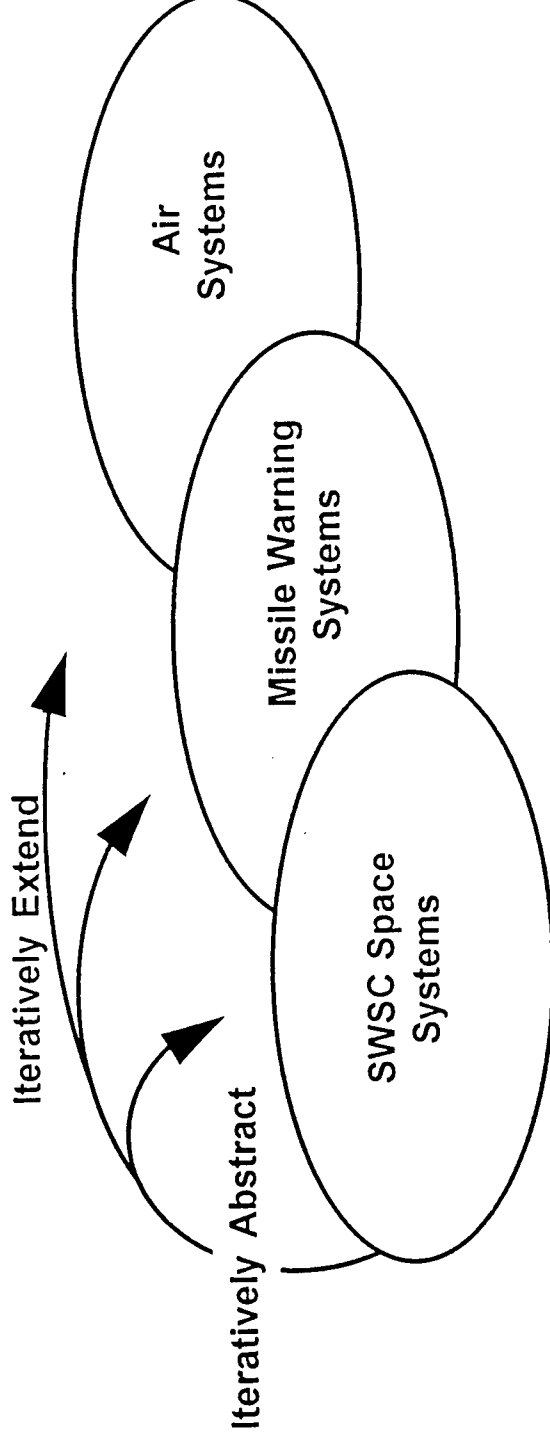 Iteratively Extend
Iteratively Abstract
Air
Systems
Missile Warning
Systems
SWSC Space
Systems